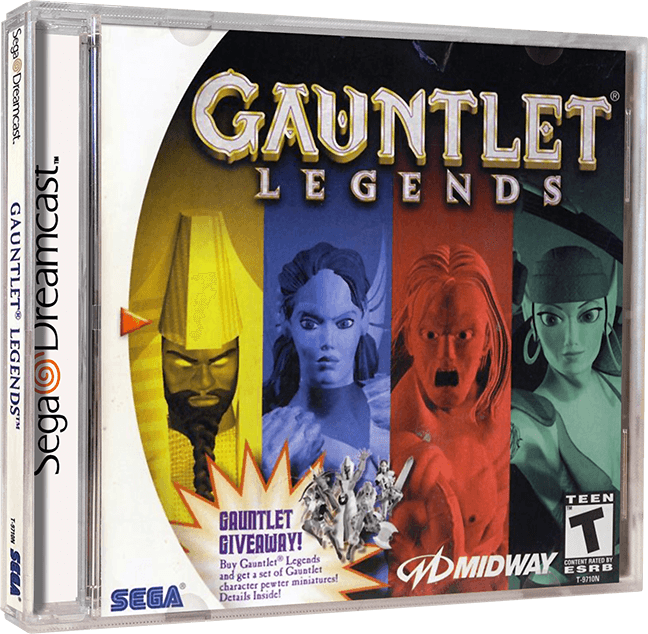 Sega Dreamcast.
GAUNTLET® LEGENDS™
T-9710N
SEGA
Sega Dreamcast™
GAUNTLET®
LEGENDS
GAUNTLET
GIVEAWAY!
Buy Gauntlet® Legends
and get a set of Gauntlet
character pewter miniatures!
Details Inside!
SEGA®
MIDWAY
TEEN
T
CONTENT RATED BY
ESRB
T-9710N